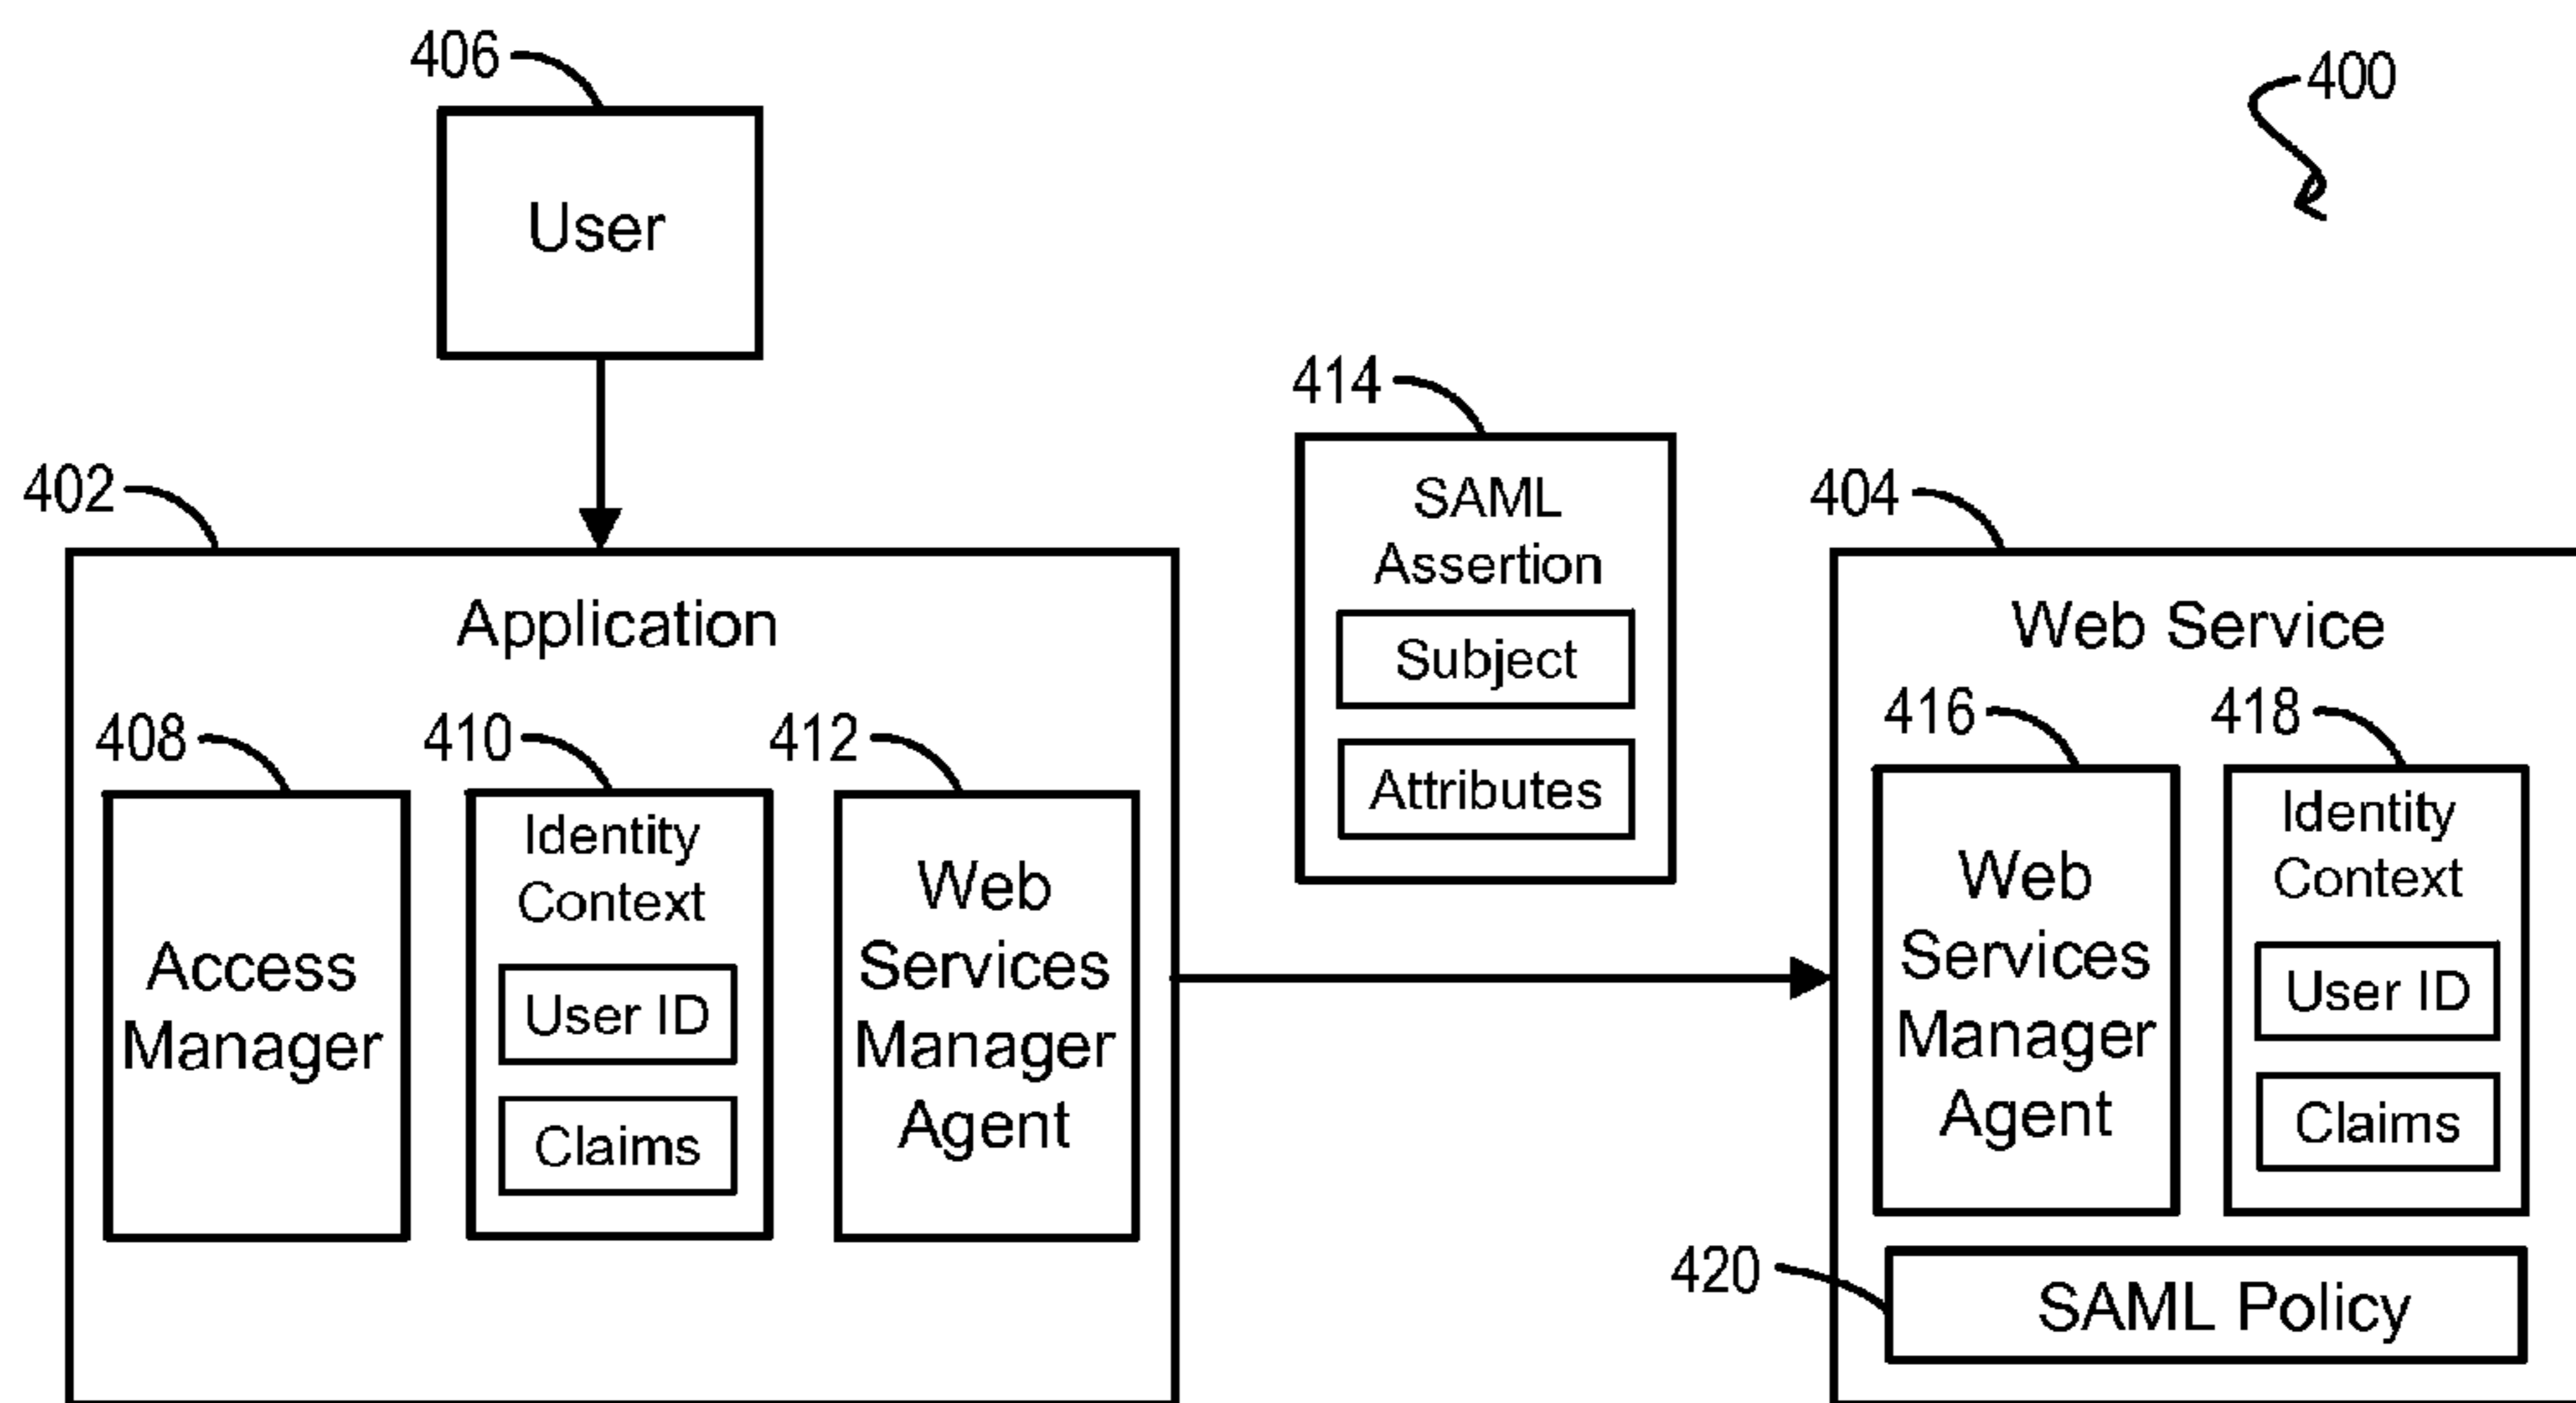 406
400
User
414
402
SAML
Assertion
404
Application
Subject
Web Service
408
410
412
Attributes
416
418
Access
Manager
Identity
Context
User ID
Claims
Web
Services
Manager
Agent
Web
Services
Manager
Agent
Identity
Context
User ID
Claims
420
SAML Policy